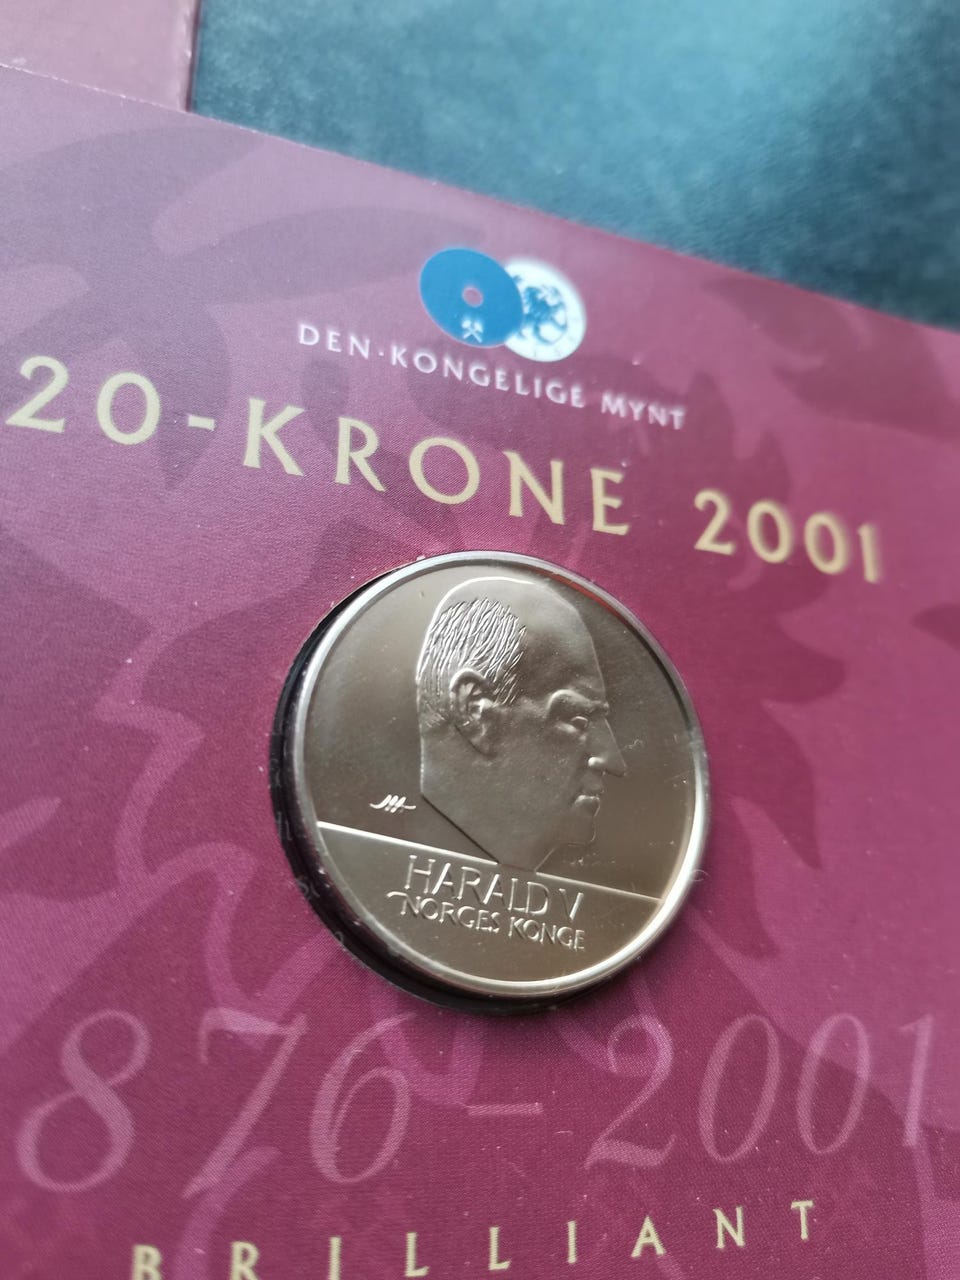 DEN·KONGELIGE MYNT
20-KRONE 2001
HARALD V
NORGES KONGE
876-2001
BRILLIANT